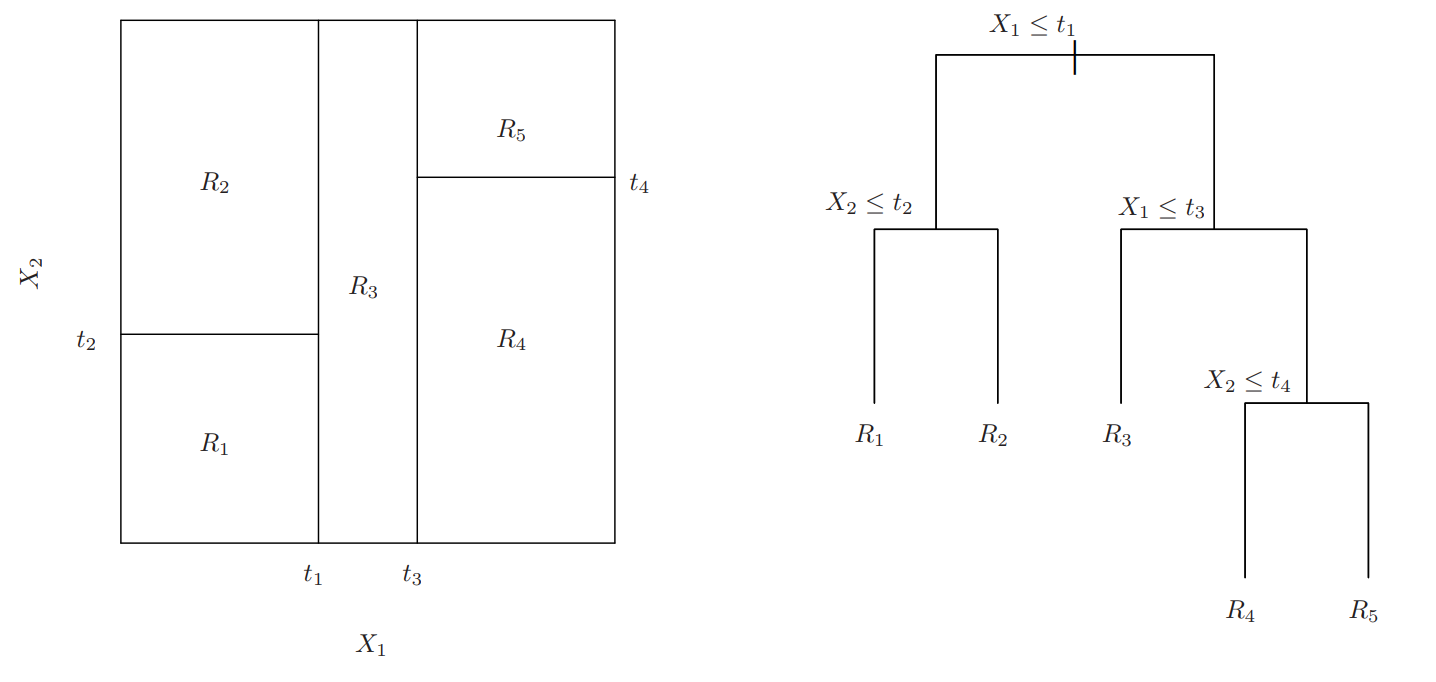 R₅
R₂
t₄
X₂
R₃
t₂
R₄
R₁
t₁ t₃
X₁
X₁ ≤ t₁
X₂ ≤ t₂
X₁ ≤ t₃
X₂ ≤ t₄
R₁ R₂ R₃
R₄ R₅